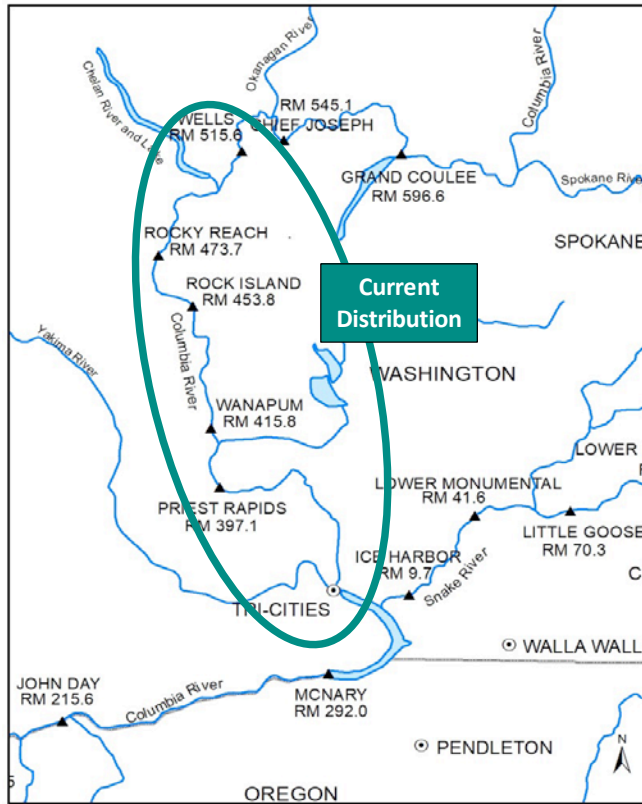 Okanagan River
Columbia River
Chelan River and Lake
RM 545.1
WELLS
RM 515.6
CHIEF JOSEPH
GRAND COULEE
RM 596.6
Spokane River
SPOKANE
ROCKY REACH
RM 473.7
ROCK ISLAND
RM 453.8
Current
Distribution
Yakima River
Columbia River
WASHINGTON
WANAPUM
RM 415.8
LOWER
LOWER MONUMENTAL
RM 41.6
PRIEST RAPIDS
RM 397.1
LITTLE GOOSE
RM 70.3
ICE HARBOR
RM 9.7
Snake River
TRI-CITIES
WALLA WALL
JOHN DAY
RM 215.6
Columbia River
MCNARY
RM 292.0
N
PENDLETON
OREGON